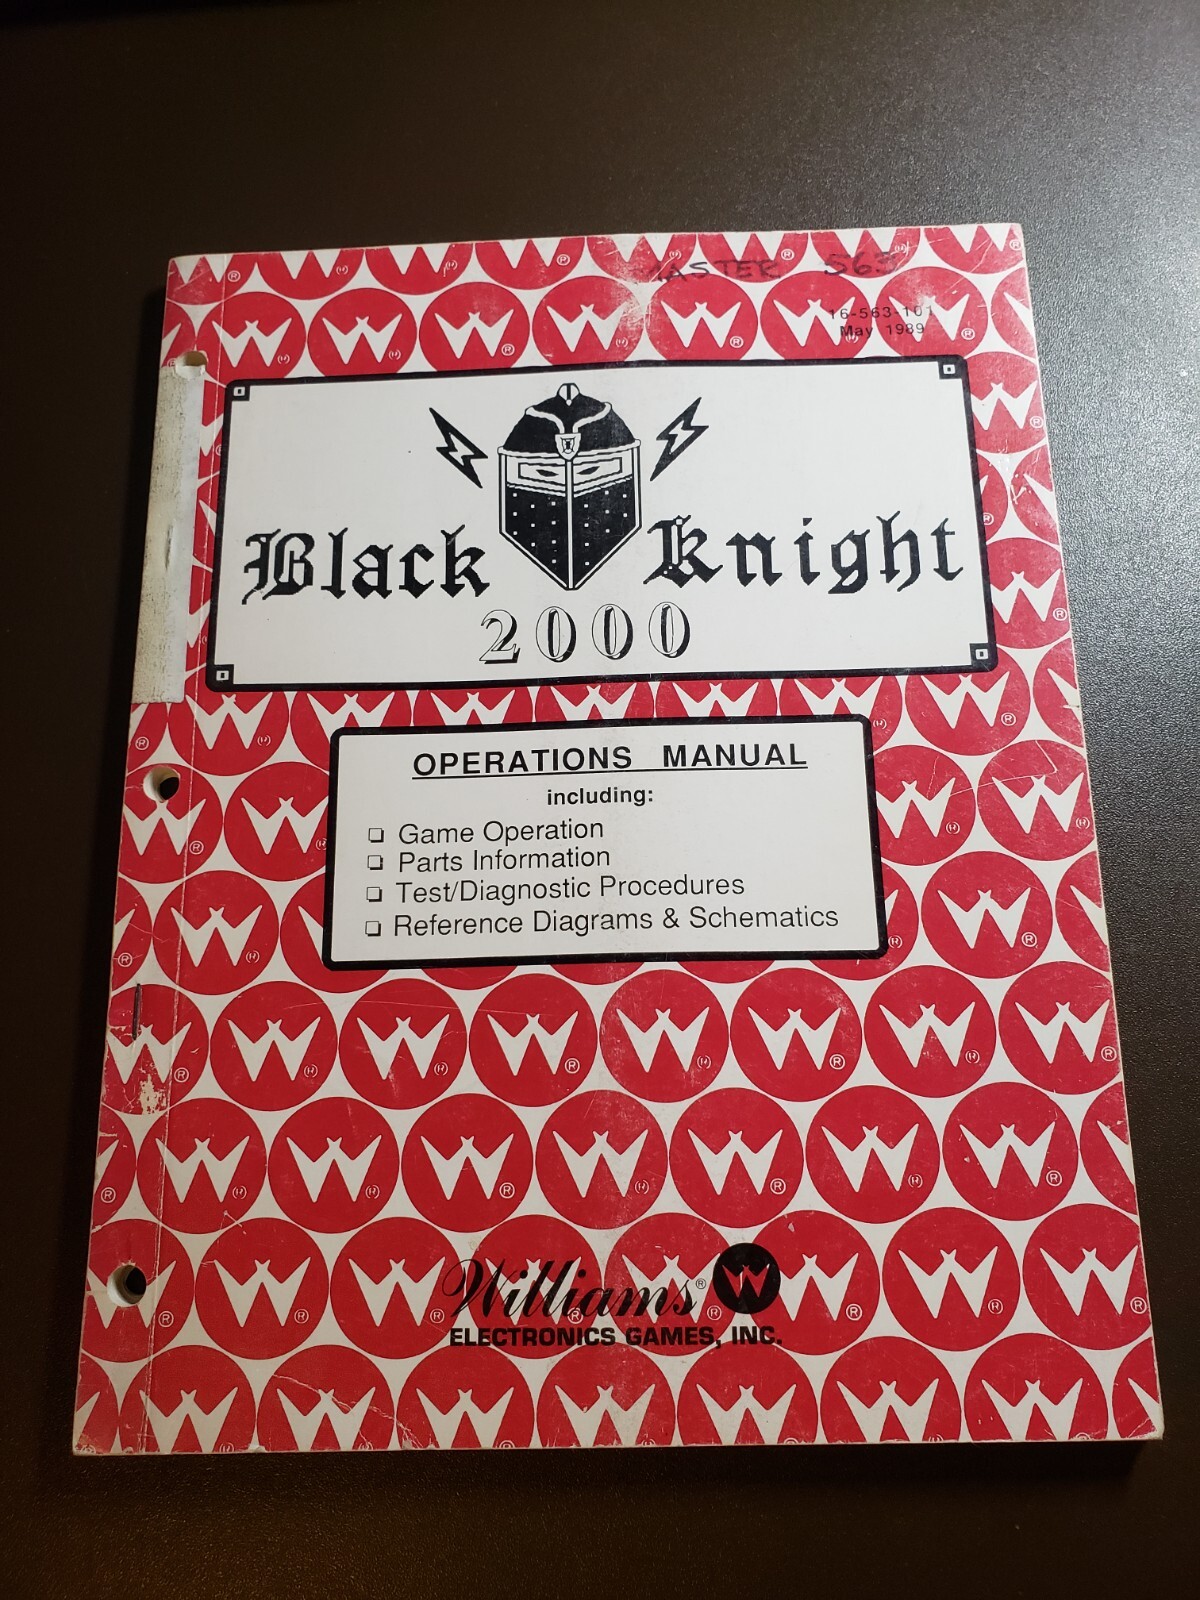 563
16-563-101
May 1989
Black Knight
2000
OPERATIONS MANUAL
including:
❏ Game Operation
❏ Parts Information
❏ Test/Diagnostic Procedures
❏ Reference Diagrams & Schematics
Williams®
ELECTRONICS GAMES, INC.